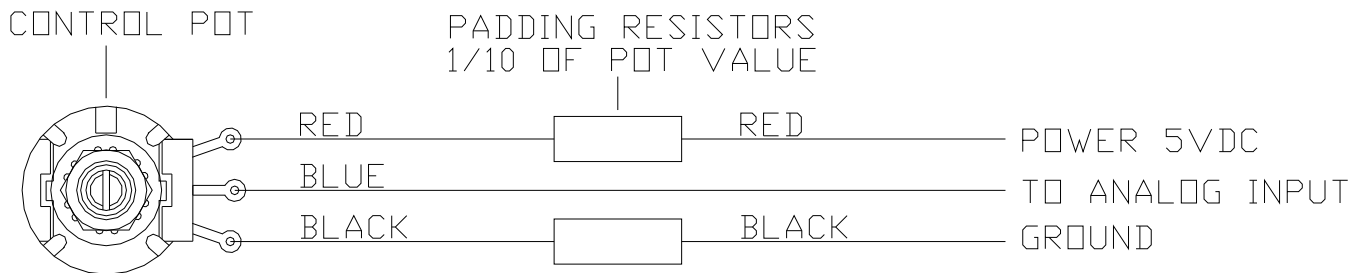 CONTROL POT
PADDING RESISTORS
1/10 OF POT VALUE
RED
RED
POWER 5VDC
BLUE
TO ANALOG INPUT
BLACK
BLACK
GROUND